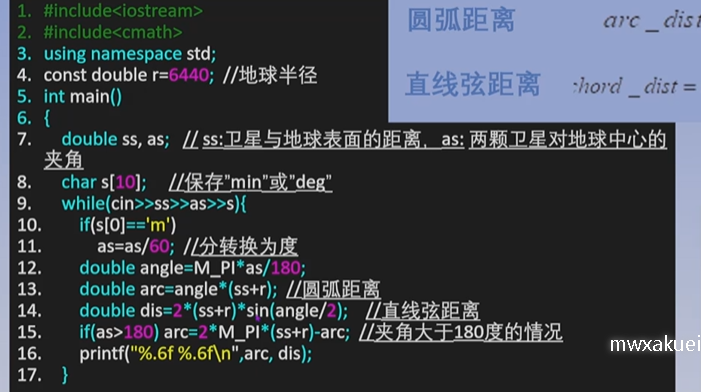 1. #include<iostream>
2. #include<cmath>
3. using namespace std;
4. const double r=6440; //地球半径
5. int main()
6. {
7. double ss, as; // ss:卫星与地球表面的距离, as: 两颗卫星对地球中心的
夹角
8. char s[10]; //保存"min"或"deg"
9. while(cin>>ss>>as>>s){
10. if(s[0]=='m')
11. as=as/60; //分转换为度
12. double angle=M_PI*as/180;
13. double arc=angle*(ss+r); //圆弧距离
14. double dis=2*(ss+r)*sin(angle/2); //直线弦距离
15. if(as>180) arc=2*M_PI*(ss+r)-arc; //夹角大于180度的情况
16. printf("%.6f %.6f\n",arc, dis);
17. }
圆弧距离 arc _ dist
直线弦距离 chord _ dist =
mwxakuei